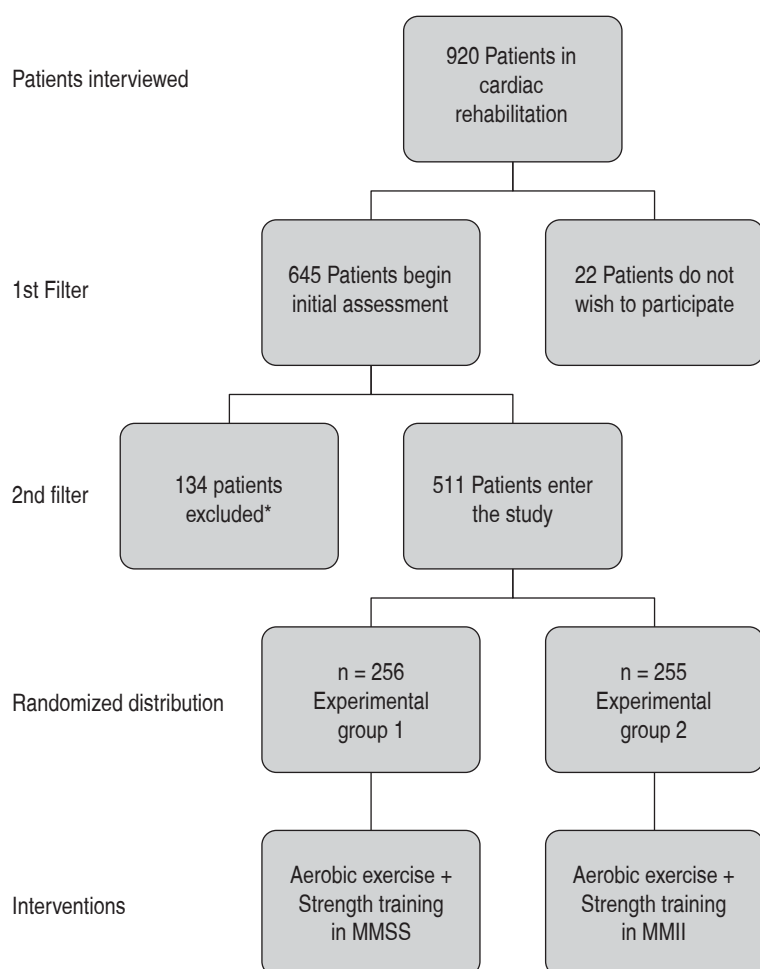 Patients interviewed
920 Patients in
cardiac
rehabilitation
1st Filter
645 Patients begin
initial assessment
22 Patients do not
wish to participate
2nd filter
134 patients
excluded*
511 Patients enter
the study
Randomized distribution
n = 256
Experimental
group 1
n = 255
Experimental
group 2
Interventions
Aerobic exercise +
Strength training
in MMSS
Aerobic exercise +
Strength training
in MMII